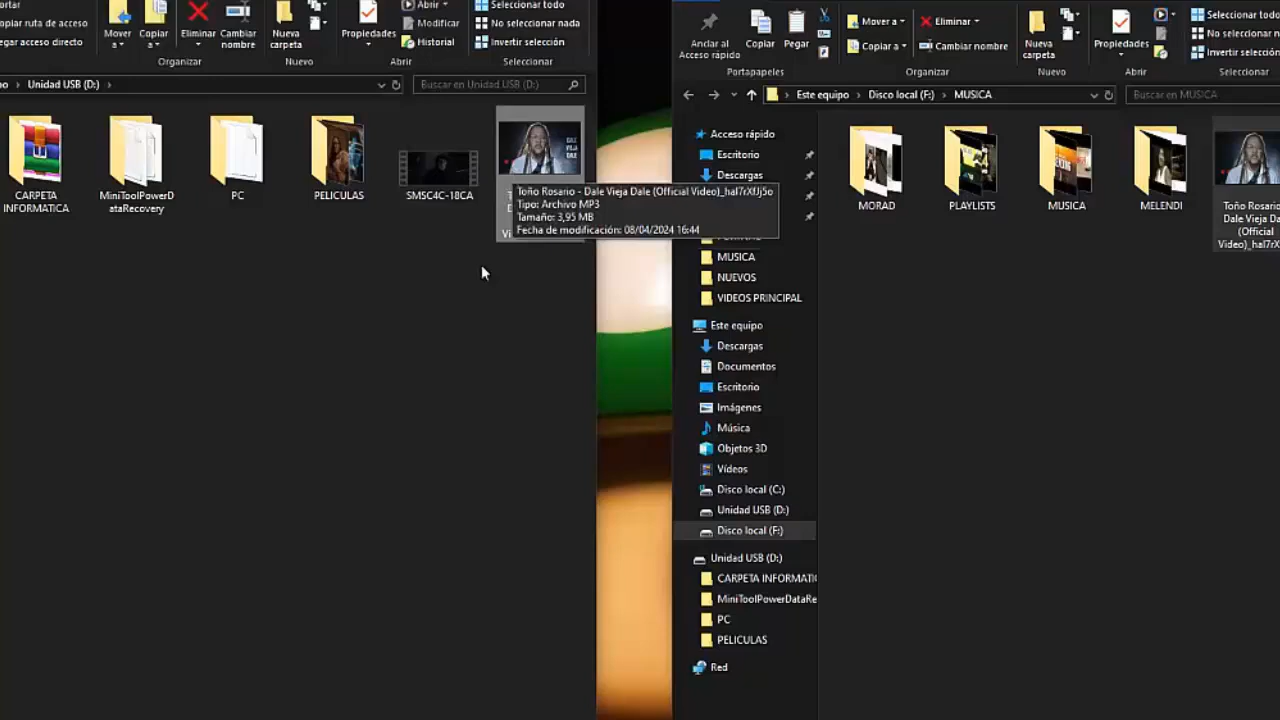 Copiar
Mover
a
Copiar
a
Eliminar
Cambiar
nombre
Nueva
carpeta
Propiedades
Abrir
Modificar
Historial
Seleccionar todo
No seleccionar nada
Invertir selección
piar ruta de acceso
egar acceso directo
Organizar
Nuevo
Abrir
Seleccionar
Unidad USB (D:)
Buscar en Unidad USB (D:)
CARPETA
INFORMATICA
MiniToolPowerD
ataRecovery
PC
PELICULAS
SMSC4C-18CA
Toño Rosario - Dale Vieja Dale (Official Video)_hal7rXfJj5o
Tipo: Archivo MP3
Tamaño: 3,95 MB
Fecha de modificación: 08/04/2024 16:44
Anclar al
Acceso rápido
Copiar
Pegar
Mover a
Copiar a
Eliminar
Cambiar nombre
Nueva
carpeta
Propiedades
Seleccionar todo
No seleccionar n
Invertir selección
Portapapeles
Organizar
Nuevo
Abrir
Seleccionar
Este equipo
Disco local (F:)
MUSICA
Buscar en MUSICA
Acceso rápido
Escritorio
Descargas
MUSICA
NUEVOS
VIDEOS PRINCIPAL
Este equipo
Descargas
Documentos
Escritorio
Imágenes
Música
Objetos 3D
Vídeos
Disco local (C:)
Unidad USB (D:)
Disco local (F:)
Unidad USB (D:)
CARPETA INFORMATIC
MiniToolPowerDataRe
PC
PELICULAS
Red
MORAD
PLAYLISTS
MUSICA
MELENDI
Toño Rosario
Dale Vieja Da
(Official
Video)_hal7rX